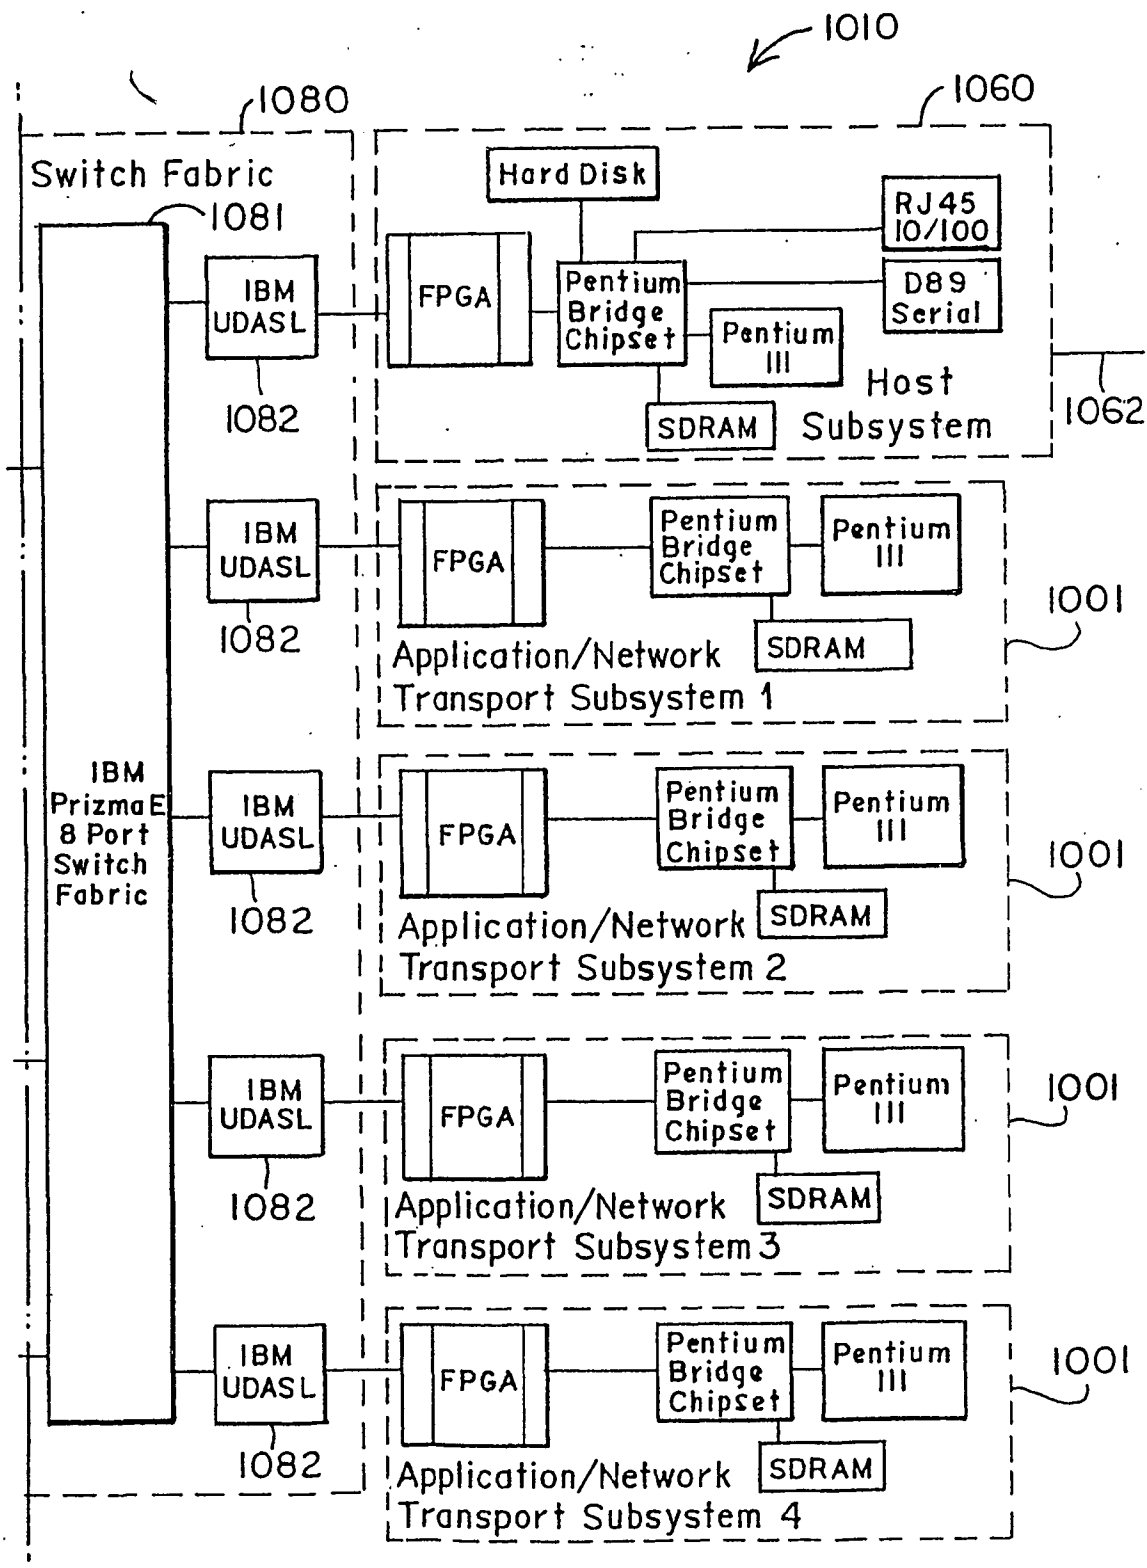 1010
1080
1060
Switch Fabric
1081
Hard Disk
RJ45
10/100
IBM
UDASL
FPGA
Pentium
Bridge
Chipset
D89
Serial
Pentium
III
1082
SDRAM
Host
Subsystem
1062
IBM
UDASL
1082
FPGA
Pentium
Bridge
Chipset
Pentium
III
SDRAM
Application/Network
Transport Subsystem 1
1001
IBM
PrizmaE
8 Port
Switch
Fabric
IBM
UDASL
1082
FPGA
Pentium
Bridge
Chipset
Pentium
III
SDRAM
Application/Network
Transport Subsystem 2
1001
IBM
UDASL
1082
FPGA
Pentium
Bridge
Chipset
Pentium
III
SDRAM
Application/Network
Transport Subsystem 3
1001
IBM
UDASL
1082
FPGA
Pentium
Bridge
Chipset
Pentium
III
SDRAM
Application/Network
Transport Subsystem 4
1001